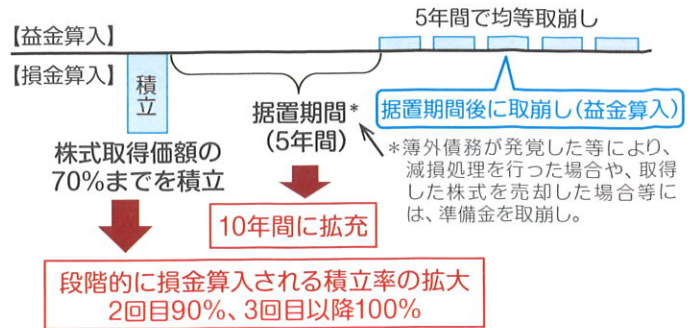 5年間で均等取崩し
【益金算入】
【損金算入】
積立
据置期間*
(5年間)
据置期間後に取崩し(益金算入)
*簿外債務が発覚した等により、
減損処理を行った場合や、取得
した株式を売却した場合等に
は、準備金を取崩し。
株式取得価額の
70%までを積立
10年間に拡充
段階的に損金算入される積立率の拡大
2回目90%、3回目以降100%